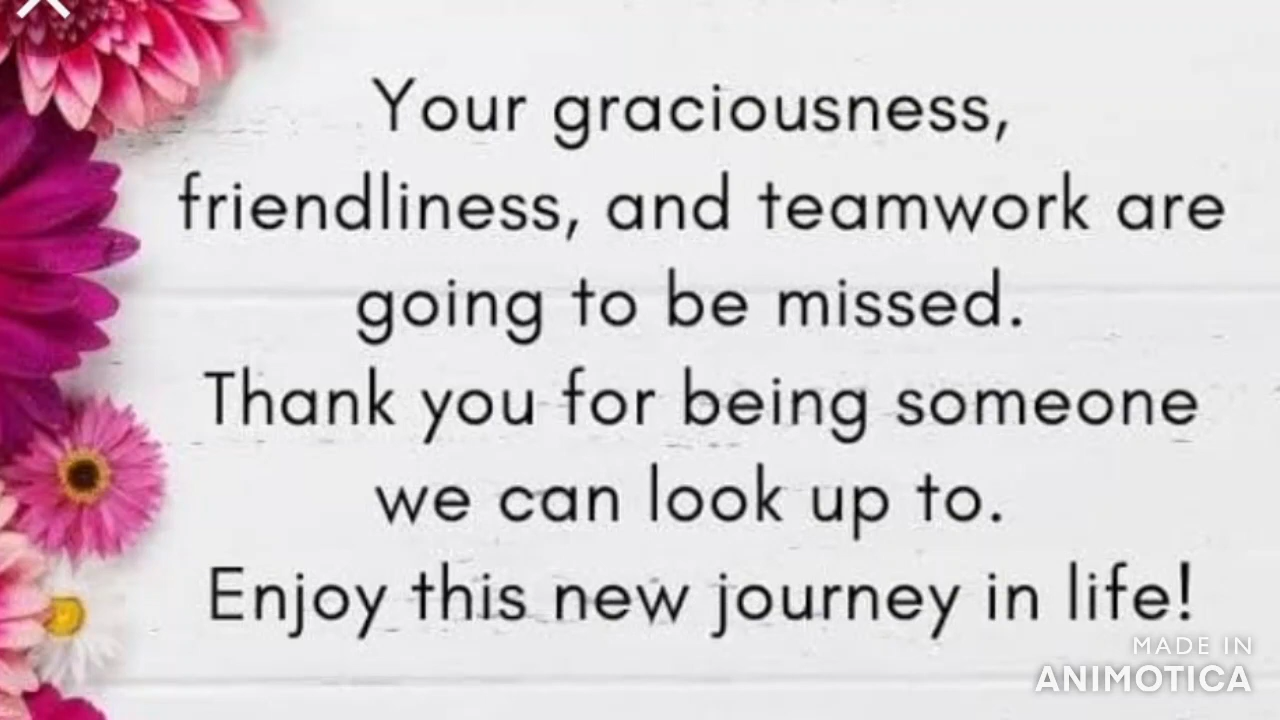 Your graciousness,
friendliness, and teamwork are
going to be missed.
Thank you for being someone
we can look up to.
Enjoy this new journey in life!
MADE IN
ANIMOTICA